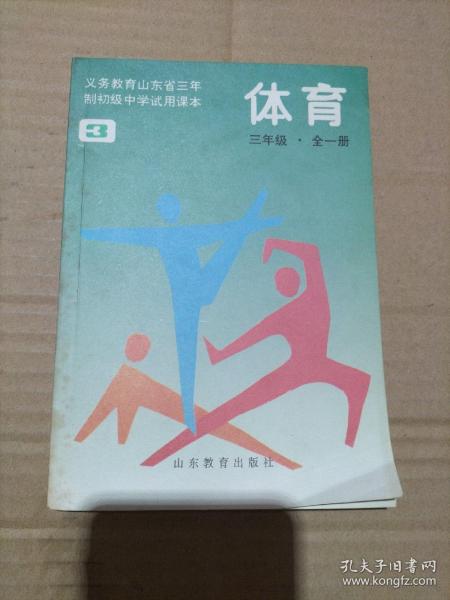 义务教育山东省三年
制初级中学试用课本
3
体育
三年级·全一册
山东教育出版社
孔夫子旧书网
www.kongfz.com